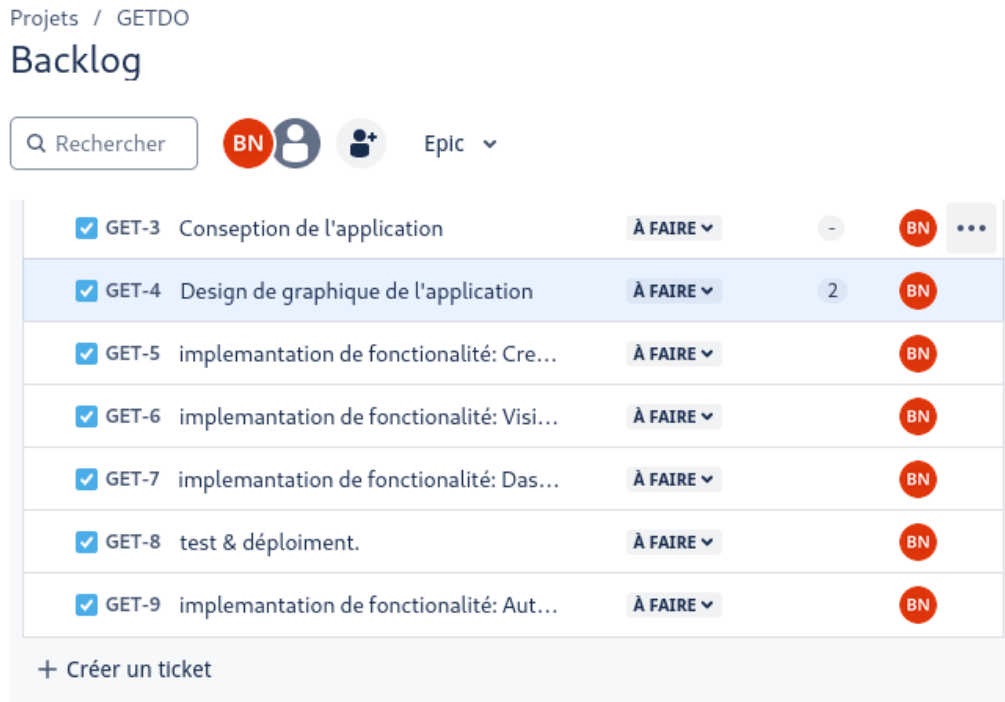 Projets / GETDO
Backlog
Rechercher BN Epic
GET-3 Conseption de l'application À FAIRE - BN
GET-4 Design de graphique de l'application À FAIRE 2 BN
GET-5 implemantation de fonctionalité: Cre... À FAIRE BN
GET-6 implemantation de fonctionalité: Visi... À FAIRE BN
GET-7 implemantation de fonctionalité: Das... À FAIRE BN
GET-8 test & déploiment. À FAIRE BN
GET-9 implemantation de fonctionalité: Aut... À FAIRE BN
+ Créer un ticket